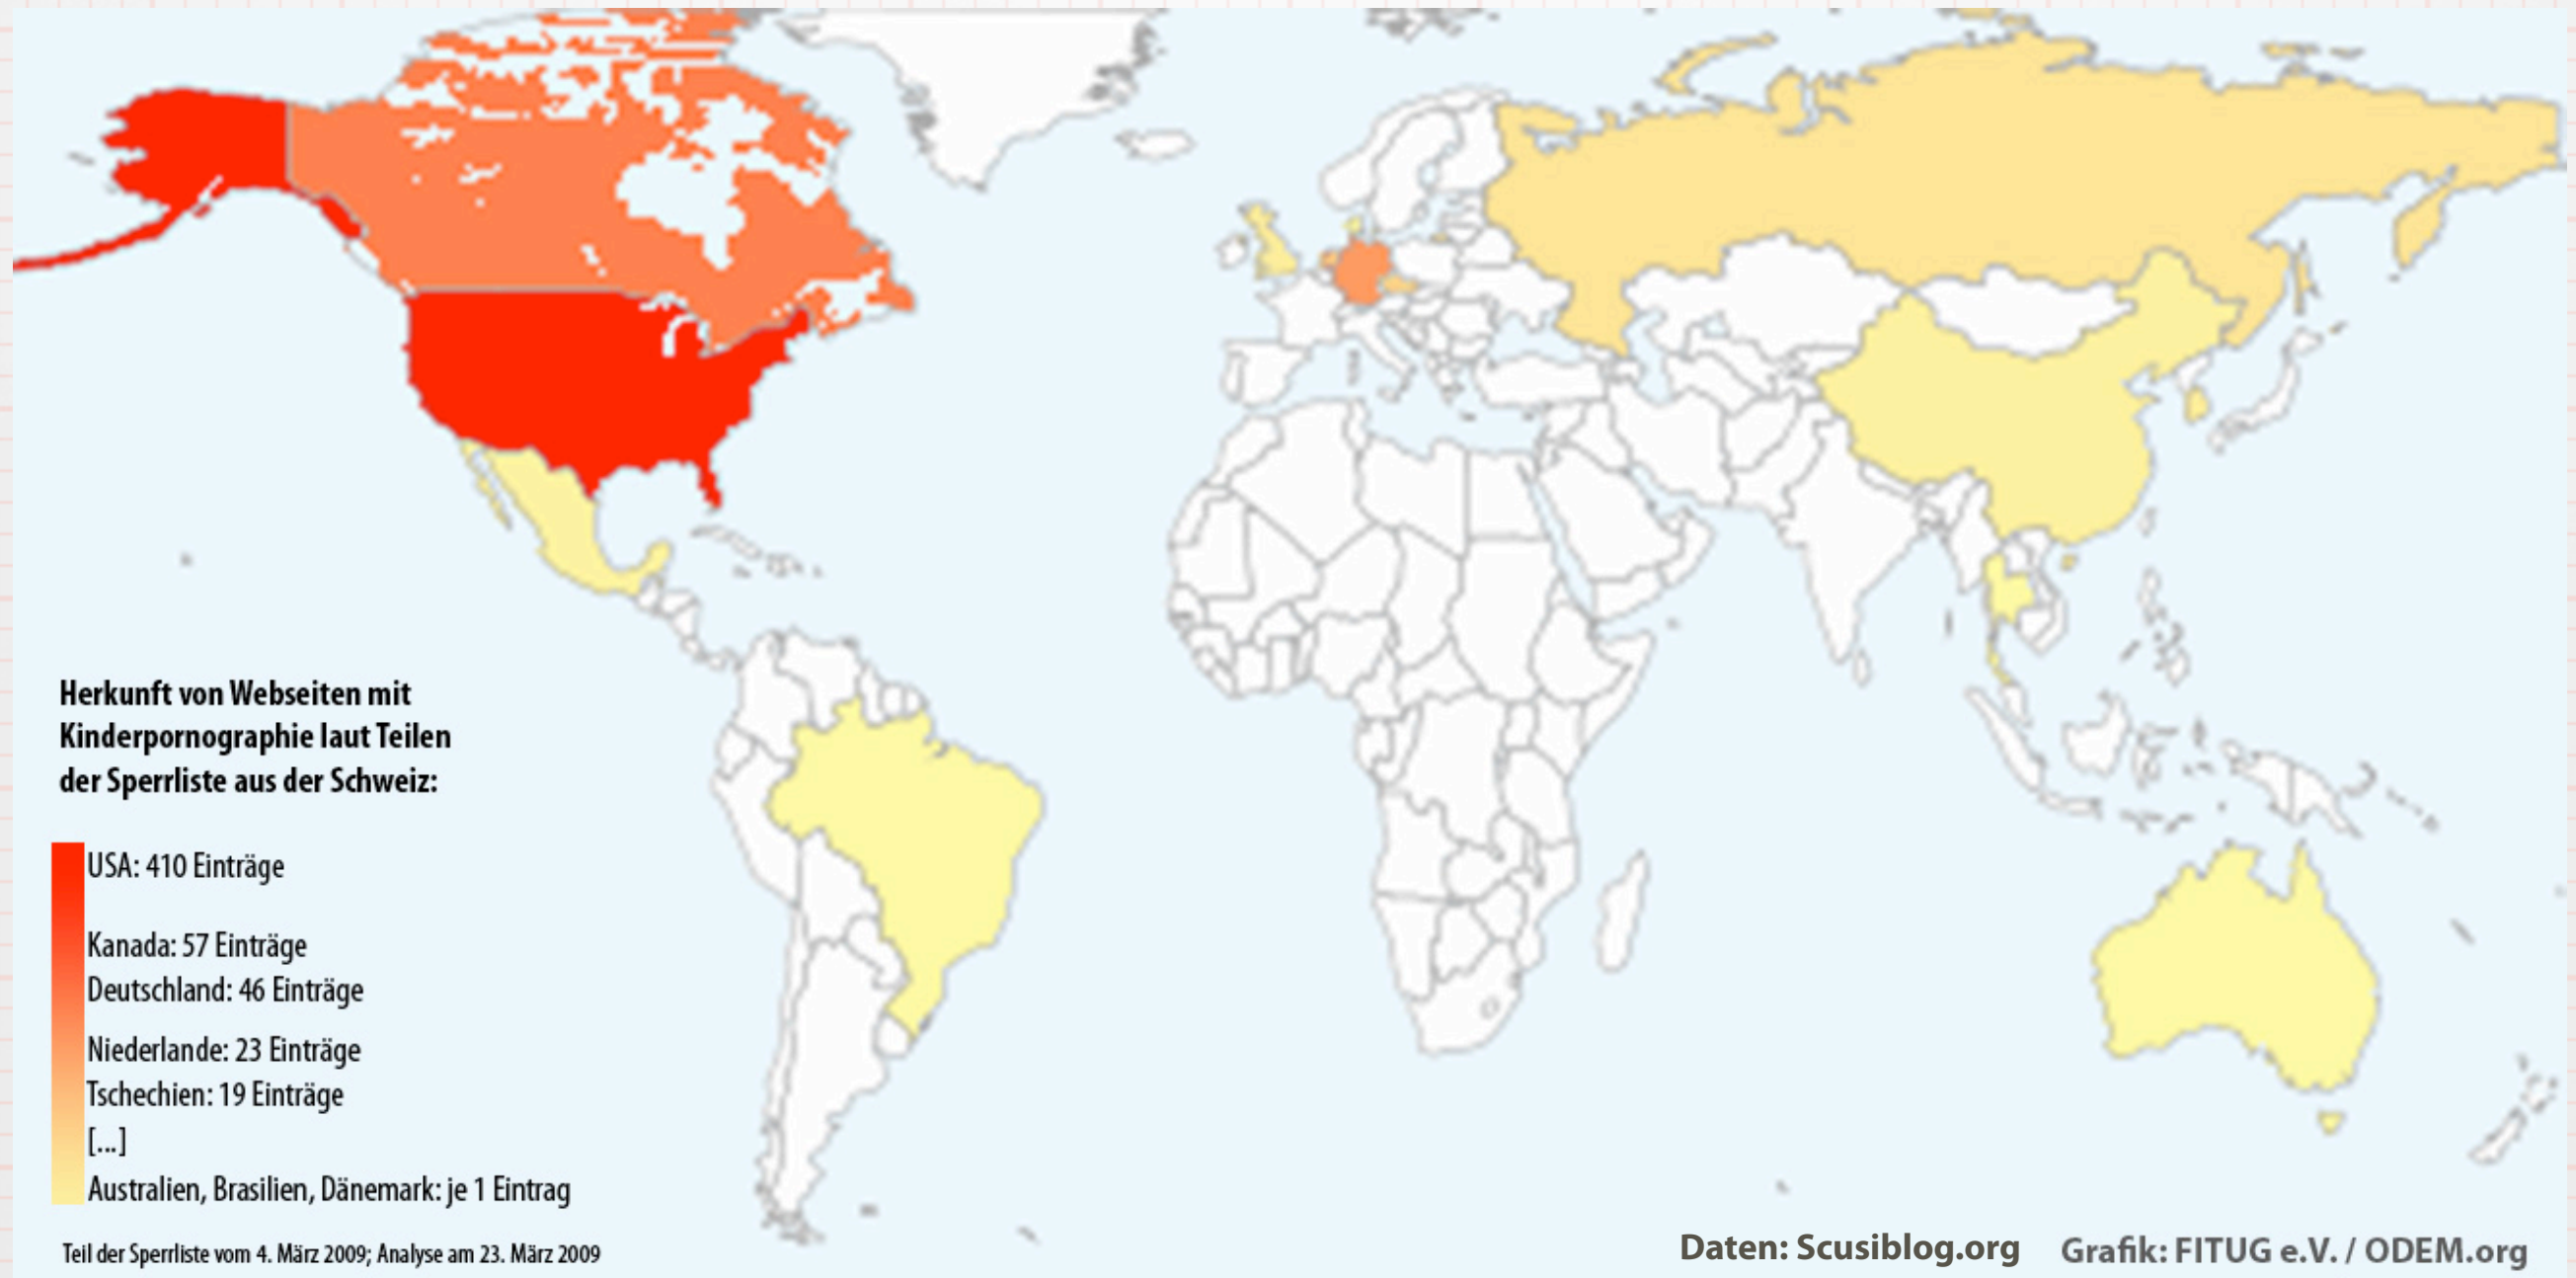 Herkunft von Webseiten mit
Kinderpornographie laut Teilen
der Sperrliste aus der Schweiz:
USA: 410 Einträge
Kanada: 57 Einträge
Deutschland: 46 Einträge
Niederlande: 23 Einträge
Tschechien: 19 Einträge
[...]
Australien, Brasilien, Dänemark: je 1 Eintrag
Teil der Sperrliste vom 4. März 2009; Analyse am 23. März 2009
Daten: Scusiblog.org
Grafik: FITUG e.V. / ODEM.org